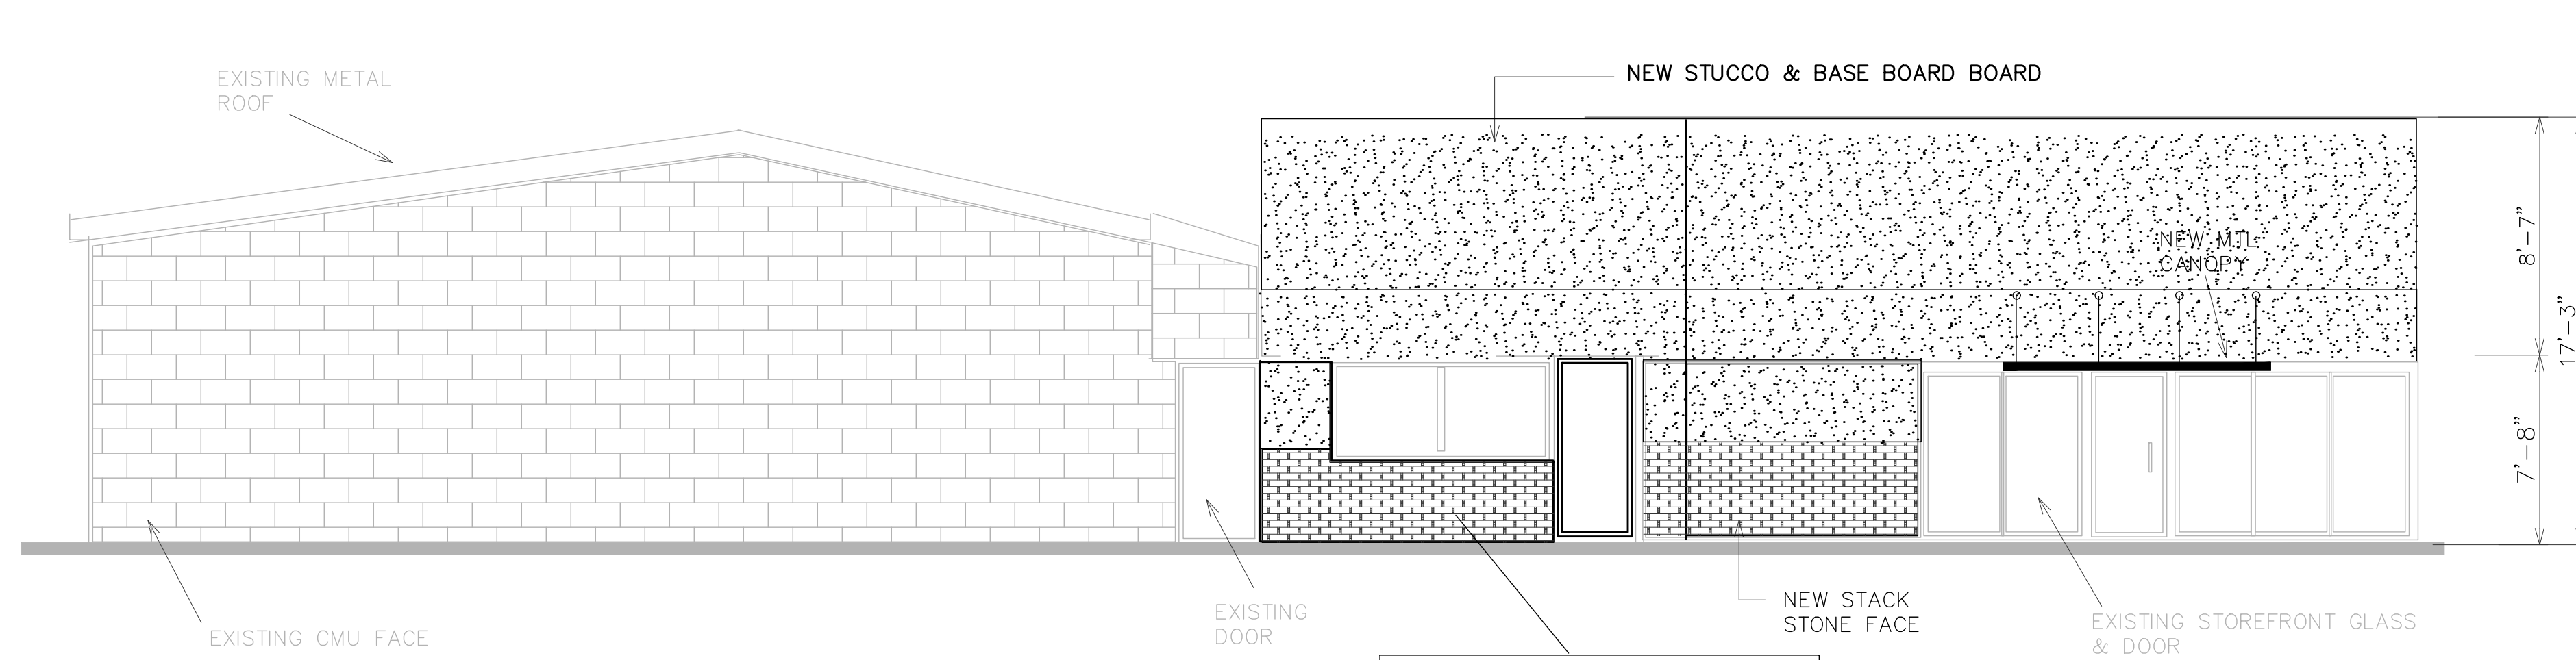 EXISTING METAL
ROOF
NEW STUCCO & BASE BOARD BOARD
NEW MTL
CANOPY
8'-7"
17'-3"
7'-8"
EXISTING CMU FACE
EXISTING
DOOR
NEW STACK
STONE FACE
EXISTING STOREFRONT GLASS
& DOOR